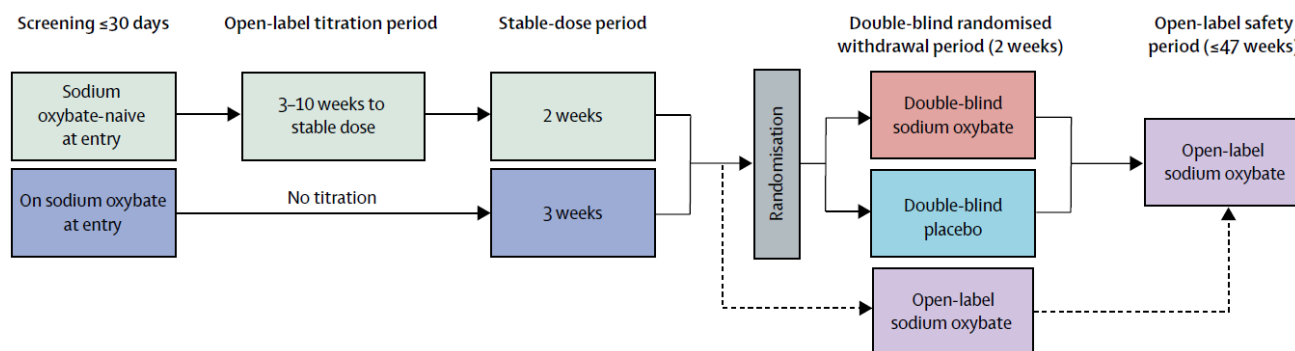 Screening ≤30 days
Open-label titration period
Stable-dose period
Double-blind randomised
withdrawal period (2 weeks)
Open-label safety
period (≤47 weeks)
Sodium
oxybate-naive
at entry
3–10 weeks to
stable dose
2 weeks
On sodium oxybate
at entry
No titration
3 weeks
Randomisation
Double-blind
sodium oxybate
Double-blind
placebo
Open-label
sodium oxybate
Open-label
sodium oxybate